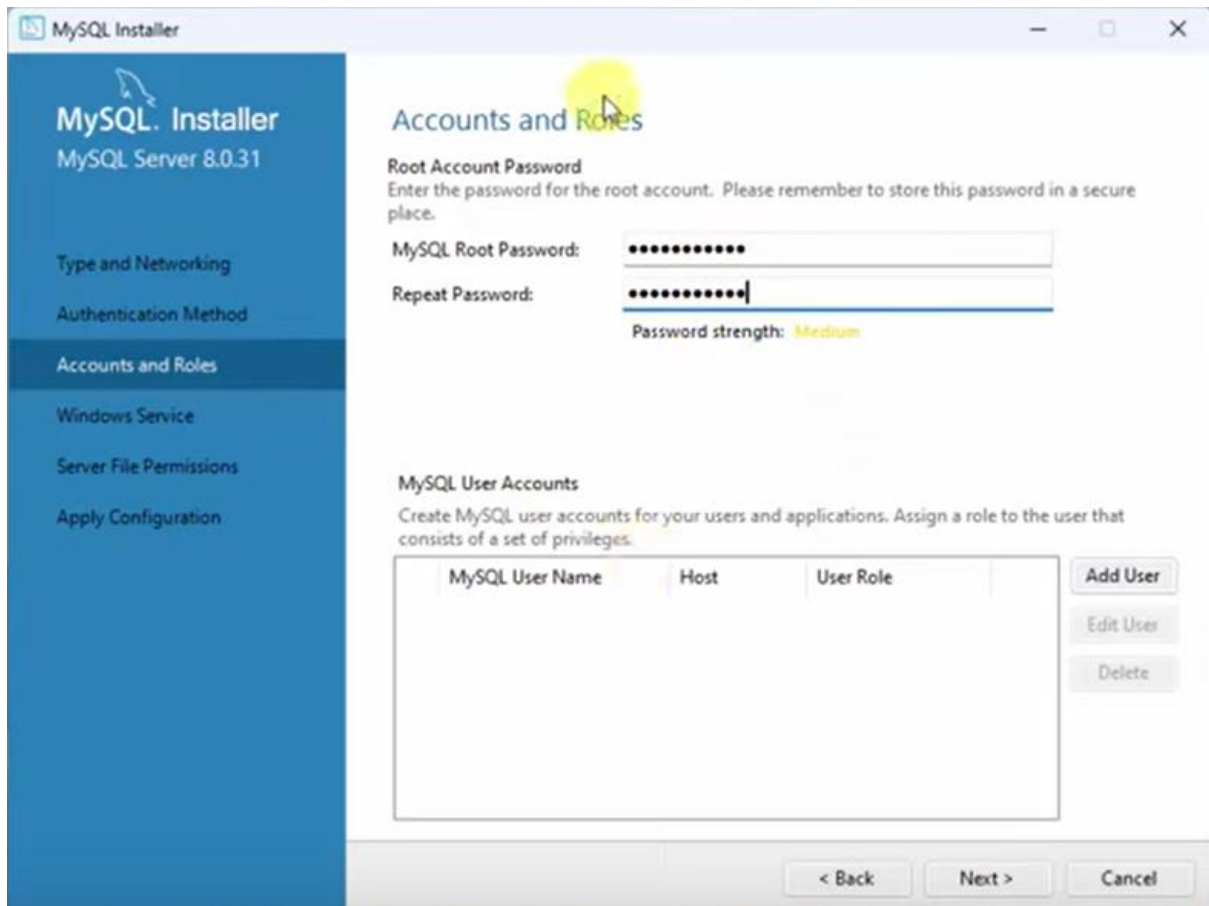 MySQL Installer
MySQL. Installer
MySQL Server 8.0.31
Type and Networking
Authentication Method
Accounts and Roles
Windows Service
Server File Permissions
Apply Configuration
Accounts and Roles
Root Account Password
Enter the password for the root account. Please remember to store this password in a secure
place.
MySQL Root Password: •••••••••••
Repeat Password: •••••••••••
Password strength: Medium
MySQL User Accounts
Create MySQL user accounts for your users and applications. Assign a role to the user that
consists of a set of privileges.
MySQL User Name Host User Role
Add User
Edit User
Delete
< Back Next > Cancel